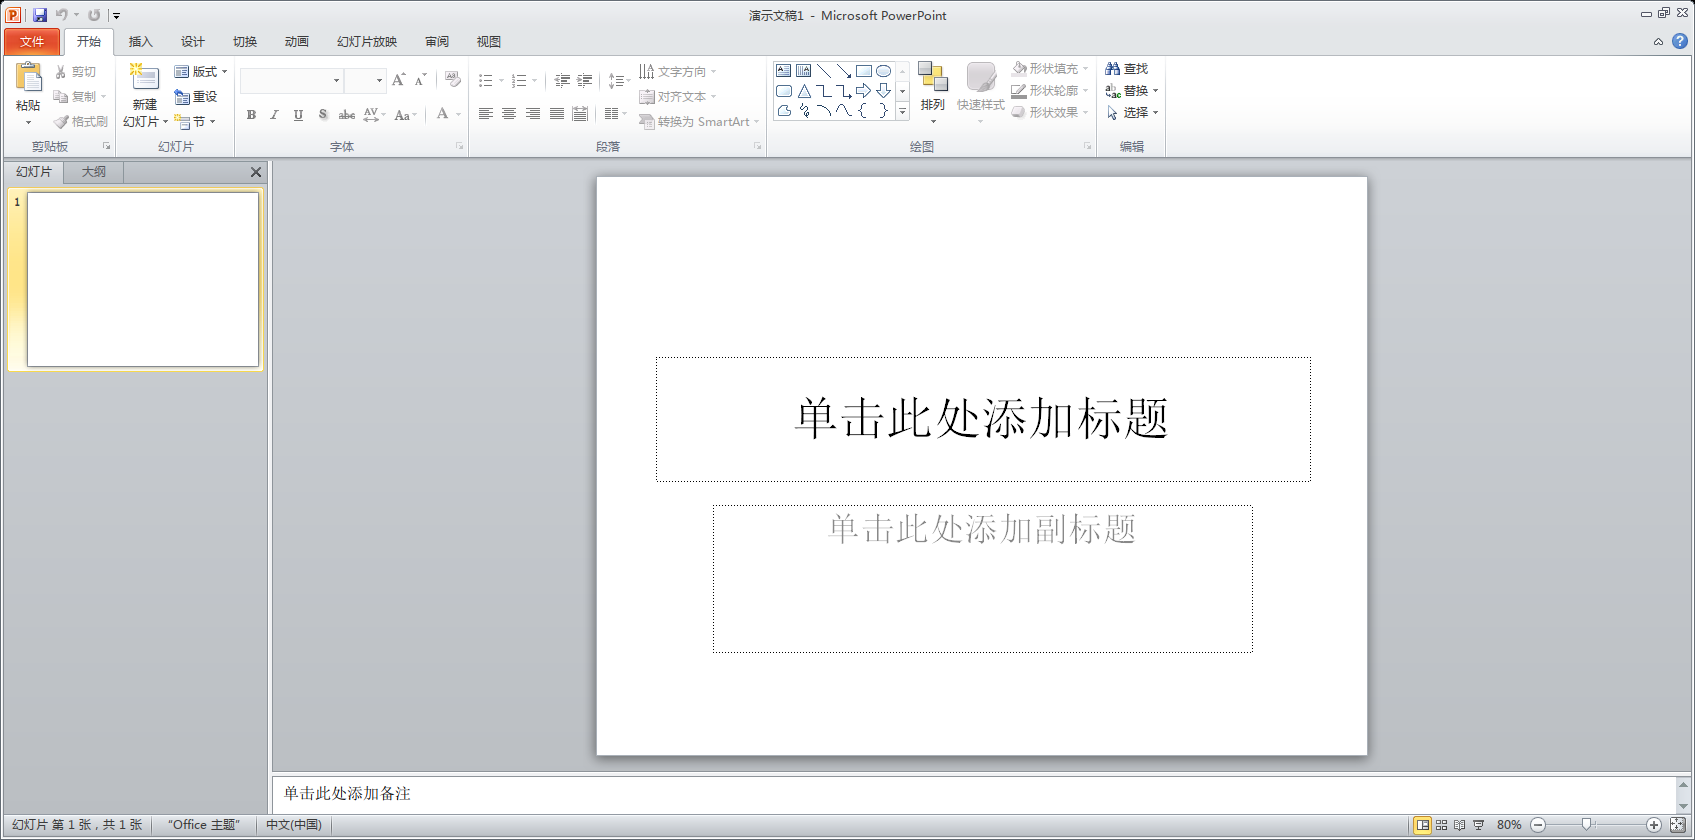 演示文稿1 - Microsoft PowerPoint
文件 开始 插入 设计 切换 动画 幻灯片放映 审阅 视图
粘贴 剪切 复制 格式刷
剪贴板
新建
幻灯片 版式 重设 节
幻灯片
B I U S abc AV Aa A
字体
文字方向
对齐文本
转换为 SmartArt
段落
排列 快速样式 形状填充
形状轮廓
形状效果
绘图
查找
替换
选择
编辑
幻灯片 大纲
1
单击此处添加标题
单击此处添加副标题
单击此处添加备注
幻灯片 第 1 张，共 1 张 “Office 主题” 中文(中国) 80%